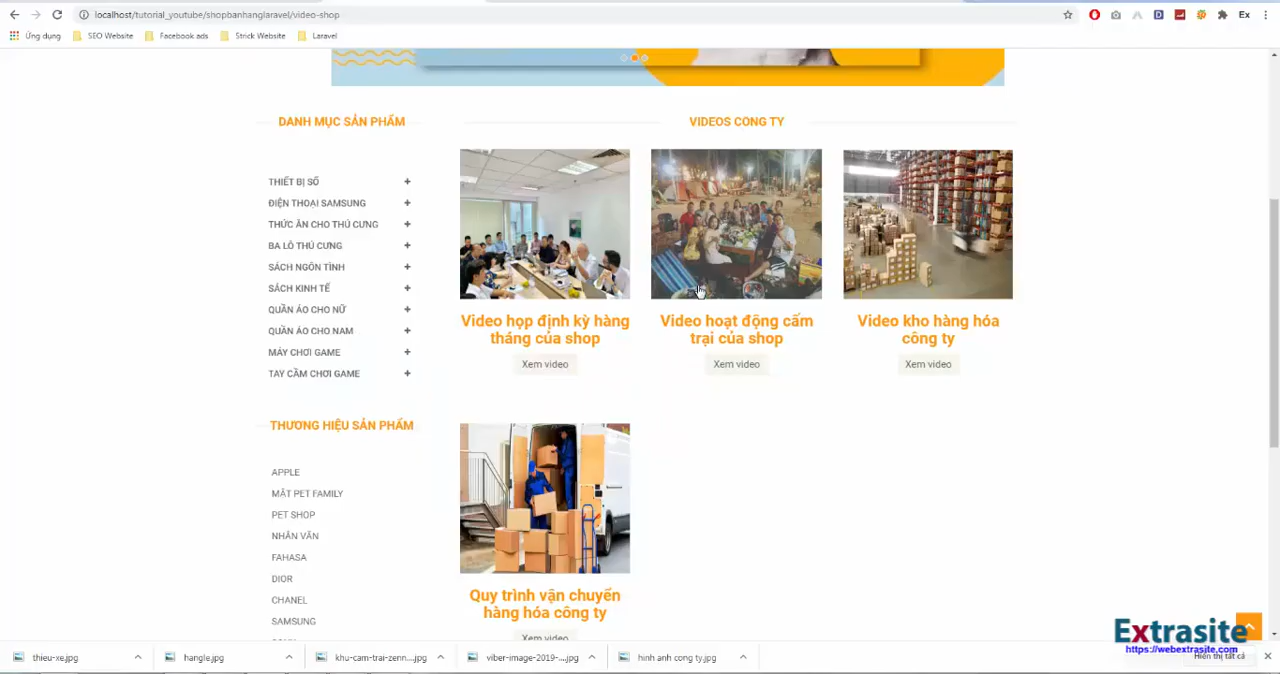 localhost/tutorial_youtube/shopbanhanglaravel/video-shop
Ex
Ứng dụng
SEO Website
Facebook ads
Strick Website
Laravel
DANH MỤC SẢN PHẨM
THIẾT BỊ SỐ +
ĐIỆN THOẠI SAMSUNG +
THỨC ĂN CHO THÚ CƯNG +
BA LÔ THÚ CƯNG +
SÁCH NGÔN TÌNH +
SÁCH KINH TẾ +
QUẦN ÁO CHO NỮ +
QUẦN ÁO CHO NAM +
MÁY CHƠI GAME +
TAY CẦM CHƠI GAME +
THƯƠNG HIỆU SẢN PHẨM
APPLE
MẬT PET FAMILY
PET SHOP
NHÂN VĂN
FAHASA
DIOR
CHANEL
SAMSUNG
VIDEOS CÔNG TY
Video họp định kỳ hàng
tháng của shop
Xem video
Video hoạt động cắm
trại của shop
Xem video
Video kho hàng hóa
công ty
Xem video
Quy trình vận chuyển
hàng hóa công ty
Xem video
Extrasite
https://webextrasite.com
thieu-xe.jpg
hangle.jpg
khu-cam-trai-zenn....jpg
viber-image-2019-....jpg
hinh anh cong ty.jpg
Hiển thị tất cả